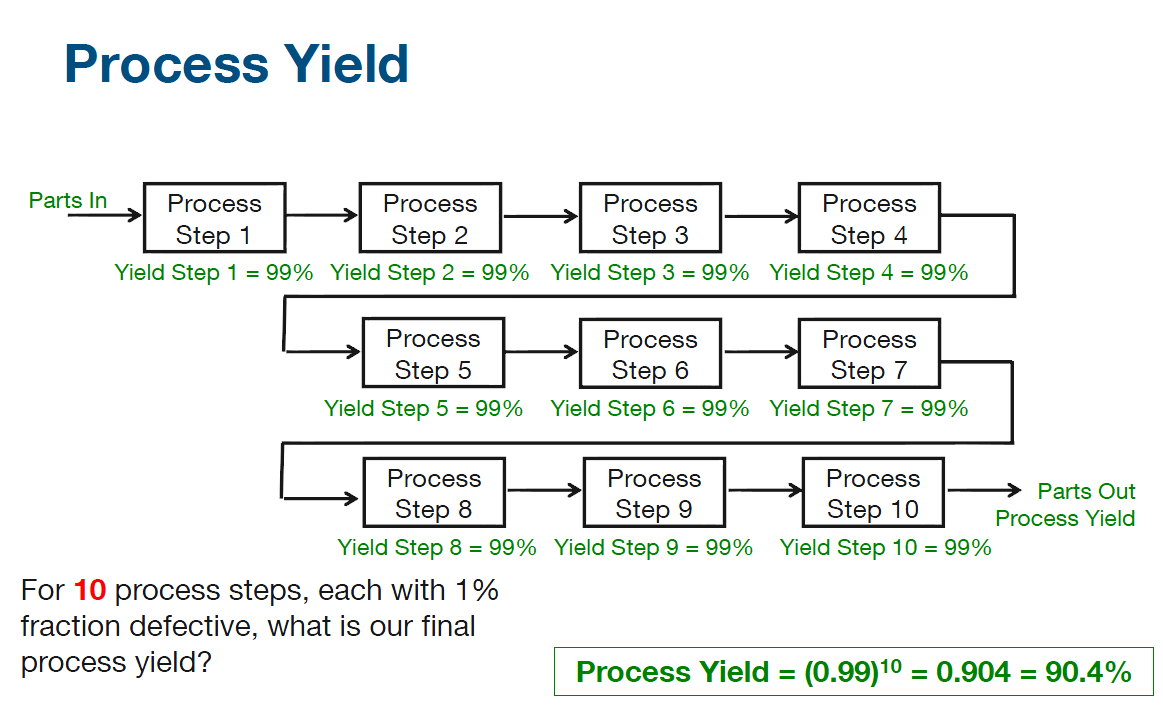 Process Yield
Parts In
Process
Step 1
Process
Step 2
Process
Step 3
Process
Step 4
Yield Step 1 = 99%
Yield Step 2 = 99%
Yield Step 3 = 99%
Yield Step 4 = 99%
Process
Step 5
Process
Step 6
Process
Step 7
Yield Step 5 = 99%
Yield Step 6 = 99%
Yield Step 7 = 99%
Process
Step 8
Process
Step 9
Process
Step 10
Parts Out
Process Yield
Yield Step 8 = 99%
Yield Step 9 = 99%
Yield Step 10 = 99%
For 10 process steps, each with 1%
fraction defective, what is our final
process yield?
Process Yield = (0.99)¹⁰ = 0.904 = 90.4%